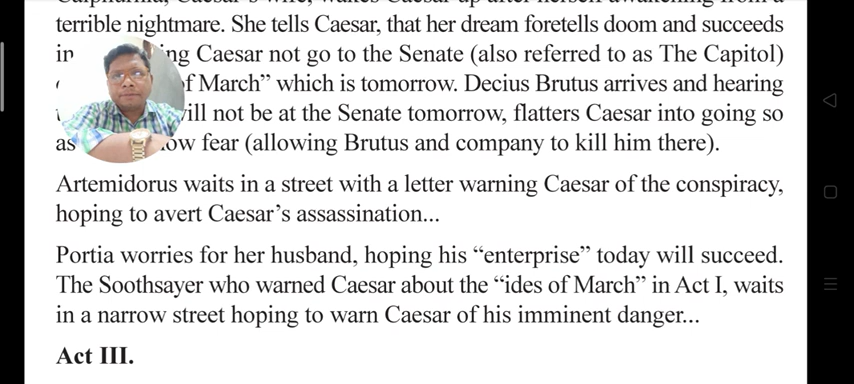 Calphurnia, Caesar's wife, wakes Caesar up after herself awakening from a
terrible nightmare. She tells Caesar, that her dream foretells doom and succeeds
in ing Caesar not go to the Senate (also referred to as The Capitol)
of March” which is tomorrow. Decius Brutus arrives and hearing
ill not be at the Senate tomorrow, flatters Caesar into going so
as ow fear (allowing Brutus and company to kill him there).
Artemidorus waits in a street with a letter warning Caesar of the conspiracy,
hoping to avert Caesar’s assassination...
Portia worries for her husband, hoping his “enterprise” today will succeed.
The Soothsayer who warned Caesar about the “ides of March” in Act I, waits
in a narrow street hoping to warn Caesar of his imminent danger...
Act III.